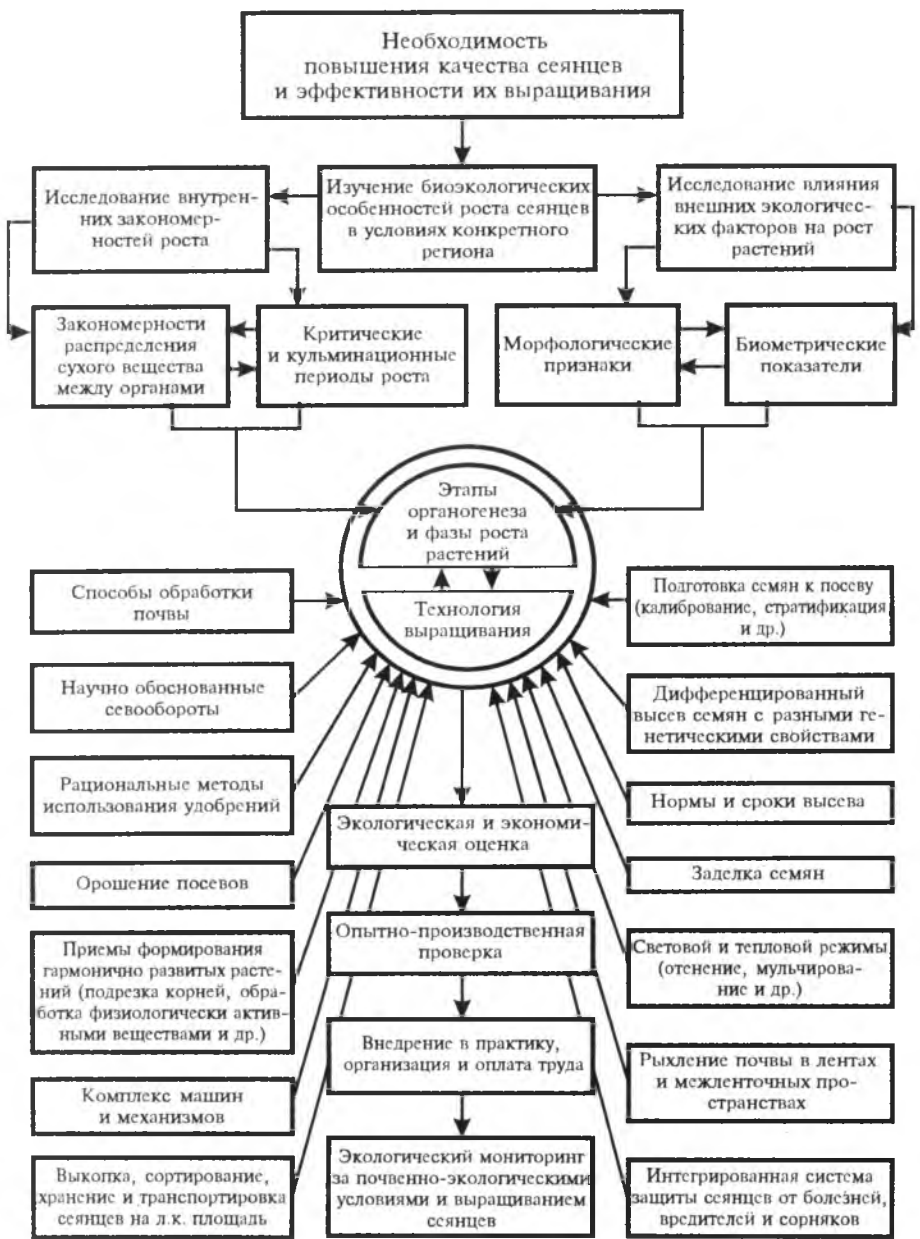 Необходимость
повышения качества сеянцев
и эффективности их выращивания
Исследование внутрен-
них закономер-
ностей роста
Изучение биоэкологических
особенностей роста сеянцев
в условиях конкретного
региона
Исследование влияния
внешних экологичес-
ких факторов на рост
растений
Закономерности
распределения
сухого вещества
между органами
Критические
и кульминационные
периоды роста
Морфологические
признаки
Биометрические
показатели
Этапы
органогенеза
и фазы роста
растений
Технология
выращивания
Способы обработки
почвы
Научно обоснованные
севообороты
Рациональные методы
использования удобрений
Орошение посевов
Приемы формирования
гармонично развитых расте-
ний (подрезка корней, обра-
ботка физиологически актив-
ными веществами и др.)
Комплекс машин
и механизмов
Выкопка, сортирование,
хранение и транспортировка
сеянцев на л.к. площадь
Экологическая и экономи-
ческая оценка
Опытно-производственная
проверка
Внедрение в практику,
организация и оплата труда
Экологический мониторинг
за почвенно-экологическими
условиями и выращиванием
сеянцев
Подготовка семян к посеву
(калибрование, стратификация
и др.)
Дифференцированный
высев семян с разными ге-
нетическими свойствами
Нормы и сроки высева
Заделка семян
Световой и тепловой режимы
(отенение, мульчирова-
ние и др.)
Рыхление почвы в лентах
и межленточных про-
странствах
Интегрированная система
защиты сеянцев от болезней,
вредителей и сорняков